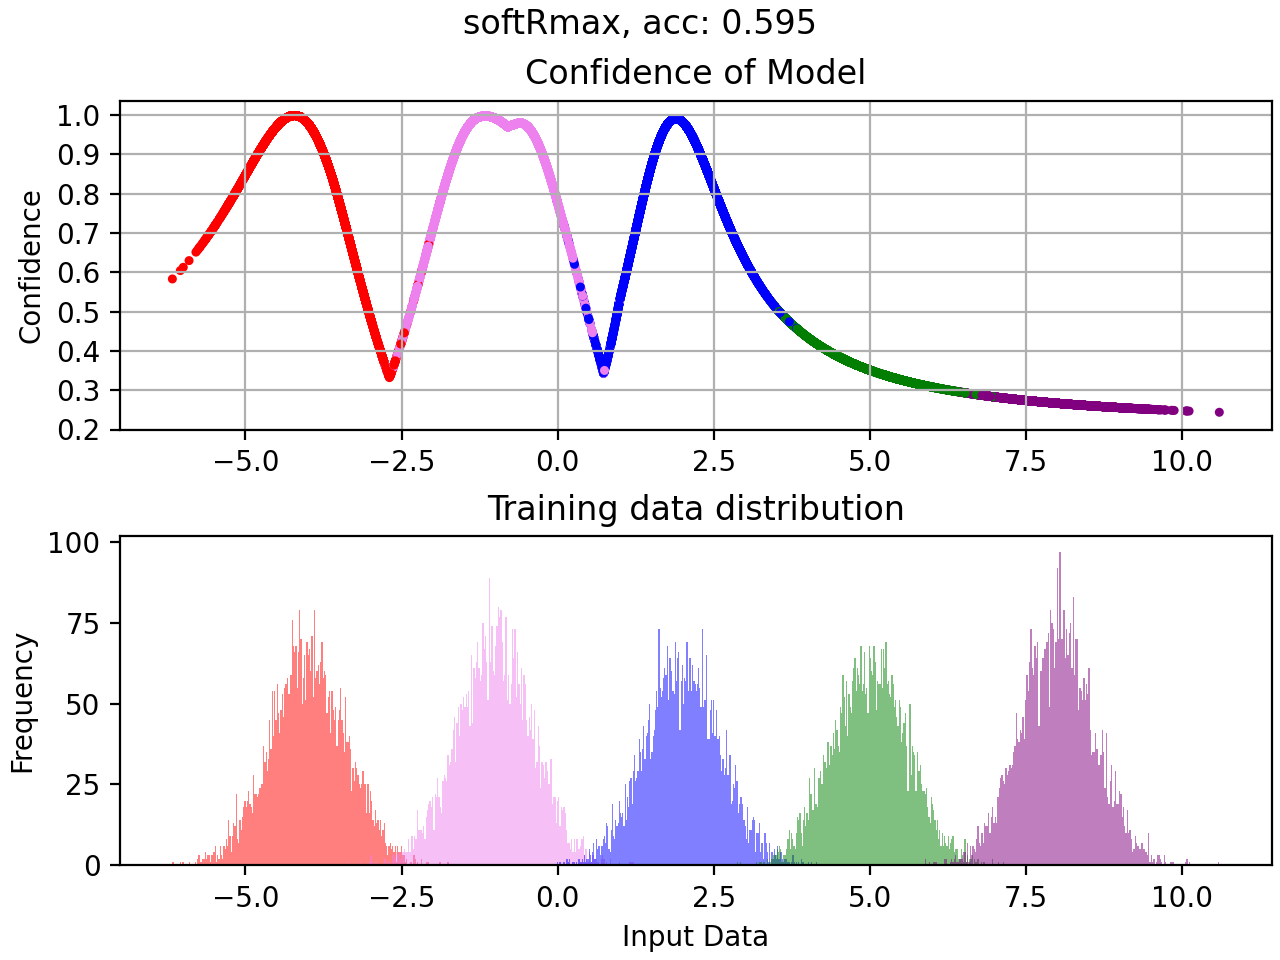 softRmax, acc: 0.595
Confidence of Model
1.0
0.9
0.8
0.7
0.6
0.5
0.4
0.3
0.2
Confidence
−5.0 −2.5 0.0 2.5 5.0 7.5 10.0
Training data distribution
100
75
50
25
0
Frequency
−5.0 −2.5 0.0 2.5 5.0 7.5 10.0
Input Data